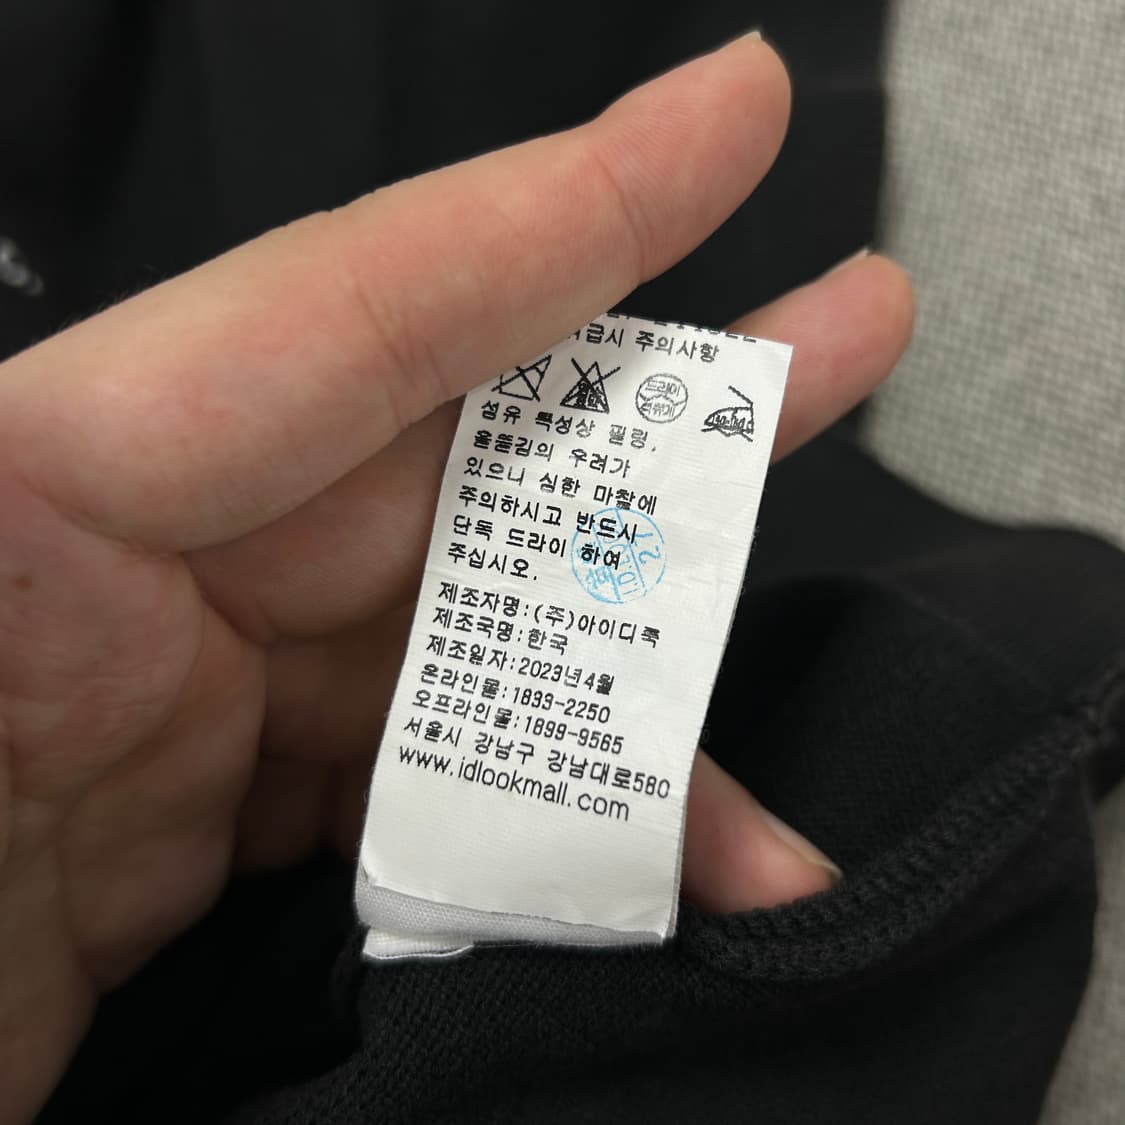 급시 주의사항
드라이
섬유 특성상 필링,
올뜯김의 우려가
있으니 심한 마찰에
주의하시고 반드시
단독 드라이 하여
주십시오.
제조자명:(주)아이디룩
제조국명:한국
제조일자:2023년4월
온라인몰:1899-2250
오프라인몰:1899-9565
서울시 강남구 강남대로580
www.idlookmall.com